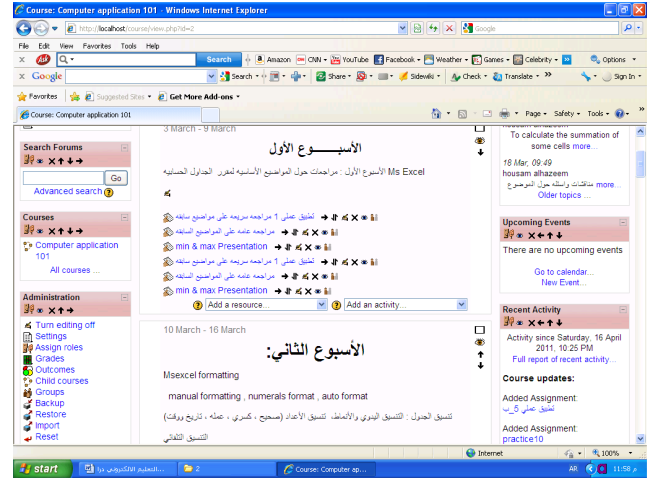 Course: Computer application 101 - Windows Internet Explorer
http://localhost/course/view.php?id=2
Google
File Edit View Favorites Tools Help
Search Amazon CNN YouTube Facebook Weather Games Celebrity Options
Google Search Share Sidewiki Check Translate Sign In
Favorites Suggested Sites Get More Add-ons
Course: Computer application 101
Page Safety Tools
Search Forums
Go
Advanced search
Courses
Computer application 101
All courses ...
Administration
Turn editing off
Settings
Assign roles
Grades
Outcomes
Child courses
Groups
Backup
Restore
Import
Reset
3 March - 9 March
الأسبـــــوع الأول
Ms Excel الأسبوع الأول : مراجعات حول المواضيع الأساسيه لمقرر الجداول الحسابيه
تطبيق عملي 1 مراجعه سريعه على مواضيع سابقه
مراجعه عامه على المواضيع السابقه
min & max Presentation
تطبيق عملي 1 مراجعه سريعه على مواضيع سابقه
مراجعه عامه على المواضيع السابقه
min & max Presentation
Add a resource...
Add an activity...
10 March - 16 March
الأسبوع الثاني:
Msexcel formatting
manual formatting , numerals format , auto format
تنسيق الجدول : التنسيق اليدوي والأنماط، تنسيق الأعداد (صحيح ، كسري ، عمله ، تاريخ ووقت)
التنسيق التلقائي
housam alhazeem
To calculate the summation of
some cells more...
18 Mar, 09:49
housam alhazeem
مناقشات واسئله حول الموضوع more...
Older topics ...
Upcoming Events
There are no upcoming events
Go to calendar...
New Event...
Recent Activity
Activity since Saturday, 16 April
2011, 10:25 PM
Full report of recent activity...
Course updates:
Added Assignment:
تطبيق عملي 5_ب
Added Assignment:
practice10
Internet
100%
start
التعليم الالكتروني درا...
2
Course: Computer ap...
AR
11:58 م